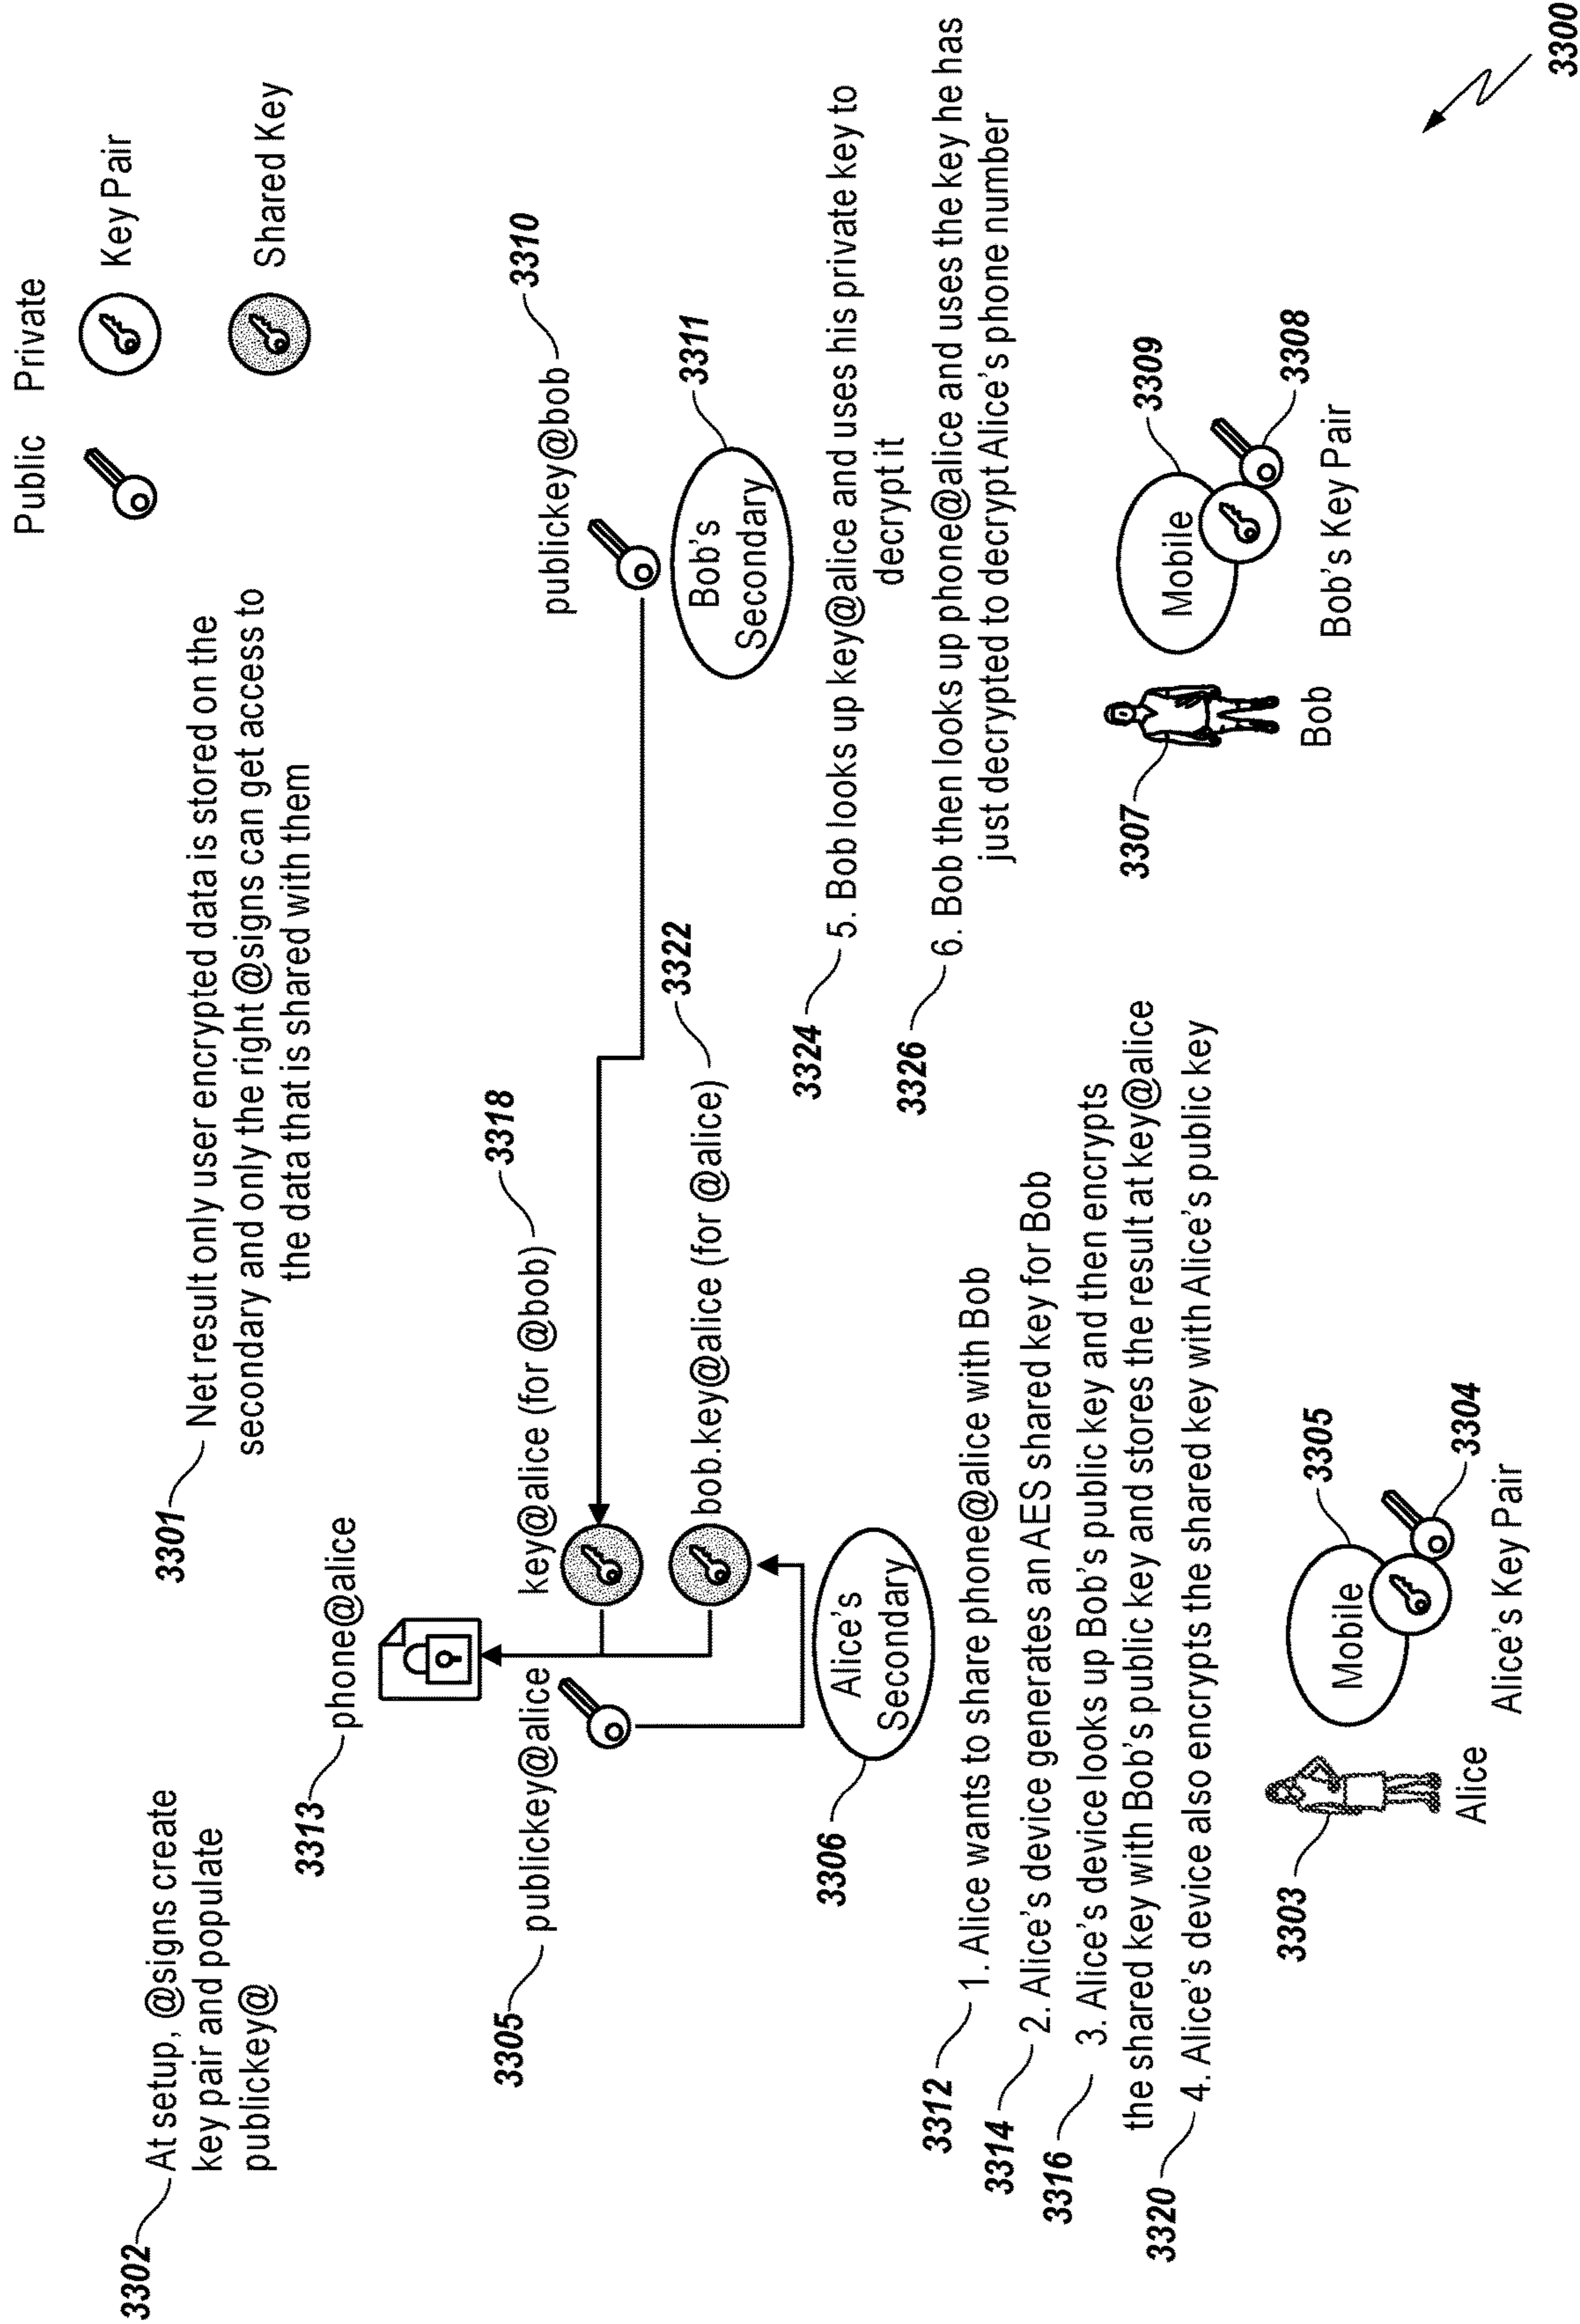 Public Private
Key Pair
Shared Key
3302
At setup, @signs create
key pair and populate
publickey@
3301
Net result only user encrypted data is stored on the
secondary and only the right @signs can get access to
the data that is shared with them
3313
phone@alice
3305
publickey@alice
key@alice (for @bob)
3318
bob.key@alice (for @alice)
3322
publickey@bob
3310
Alice's
Secondary
3306
Bob's
Secondary
3311
3312
1. Alice wants to share phone@alice with Bob
3314
2. Alice's device generates an AES shared key for Bob
3316
3. Alice's device looks up Bob's public key and then encrypts
the shared key with Bob's public key and stores the result at key@alice
3320
4. Alice's device also encrypts the shared key with Alice's public key
3324
5. Bob looks up key@alice and uses his private key to
decrypt it
3326
6. Bob then looks up phone@alice and uses the key he has
just decrypted to decrypt Alice's phone number
3303
Alice
Mobile
3305
3304
Alice's Key Pair
3307
Bob
Mobile
3309
3308
Bob's Key Pair
3300